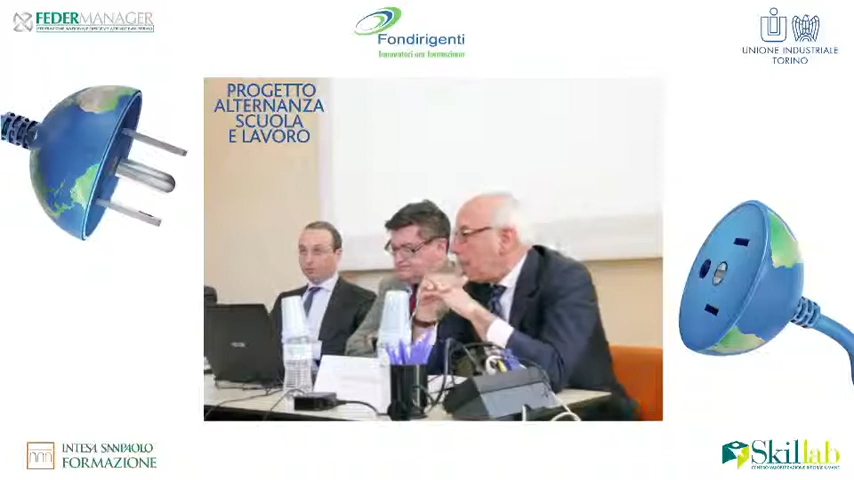 FEDERMANAGER
Fondirigenti
UNIONE INDUSTRIALE
TORINO
PROGETTO
ALTERNANZA
SCUOLA
E LAVORO
INTESA SANPAOLO
FORMAZIONE
Skillab